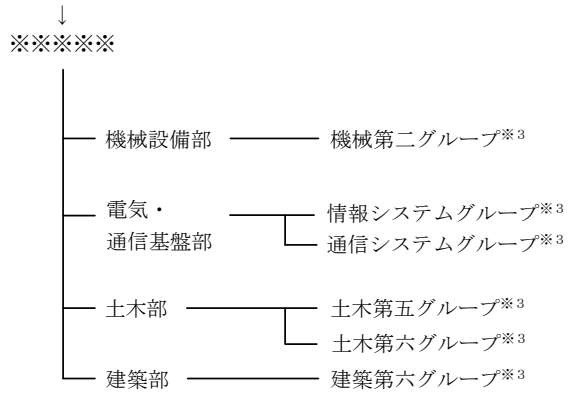 ↓
※※※※※
機械設備部 機械第二グループ※3
電気・ 情報システムグループ※3
通信基盤部 通信システムグループ※3
土木部 土木第五グループ※3
土木第六グループ※3
建築部 建築第六グループ※3